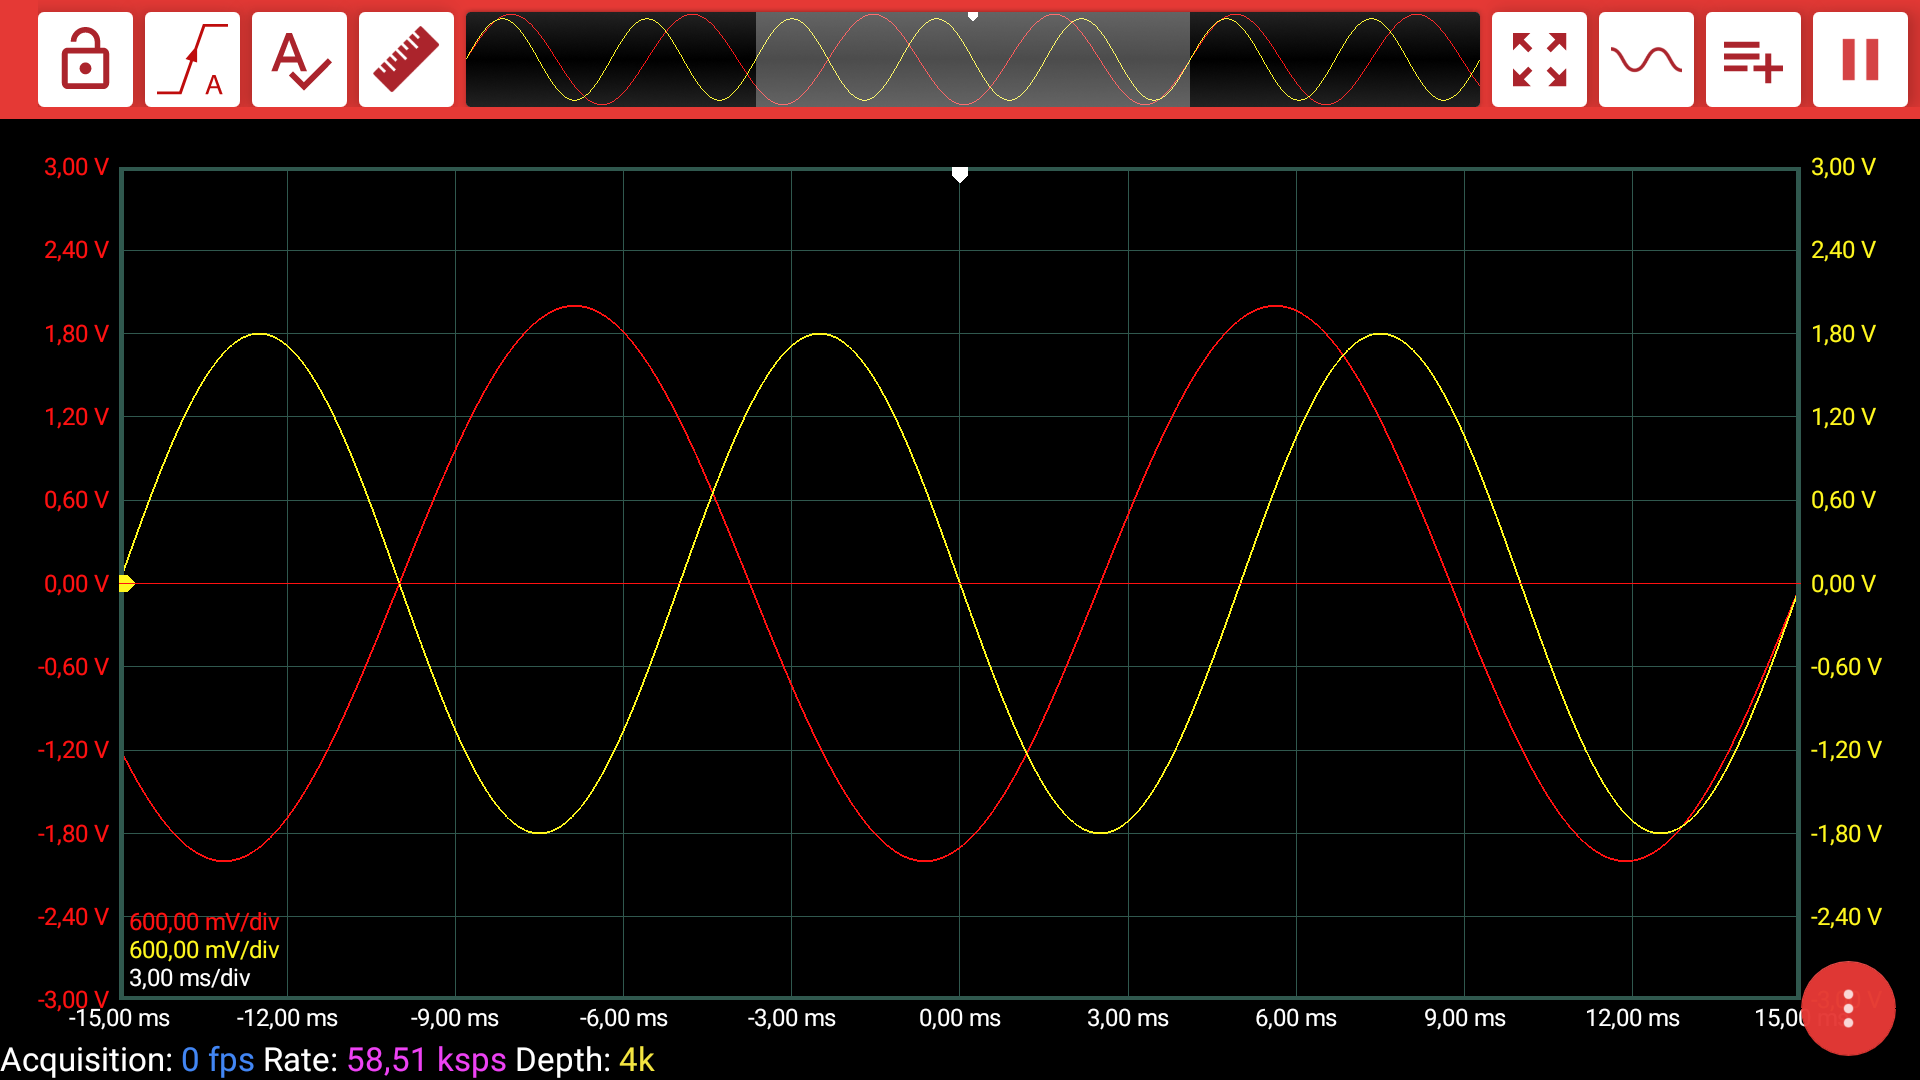 A
A
3,00 V
3,00 V
2,40 V
2,40 V
1,80 V
1,80 V
1,20 V
1,20 V
0,60 V
0,60 V
0,00 V
0,00 V
-0,60 V
-0,60 V
-1,20 V
-1,20 V
-1,80 V
-1,80 V
-2,40 V
-2,40 V
600,00 mV/div
600,00 mV/div
3,00 ms/div
-3,00 V
-15,00 ms -12,00 ms -9,00 ms -6,00 ms -3,00 ms 0,00 ms 3,00 ms 6,00 ms 9,00 ms 12,00 ms
Acquisition: 0 fps Rate: 58,51 ksps Depth: 4k